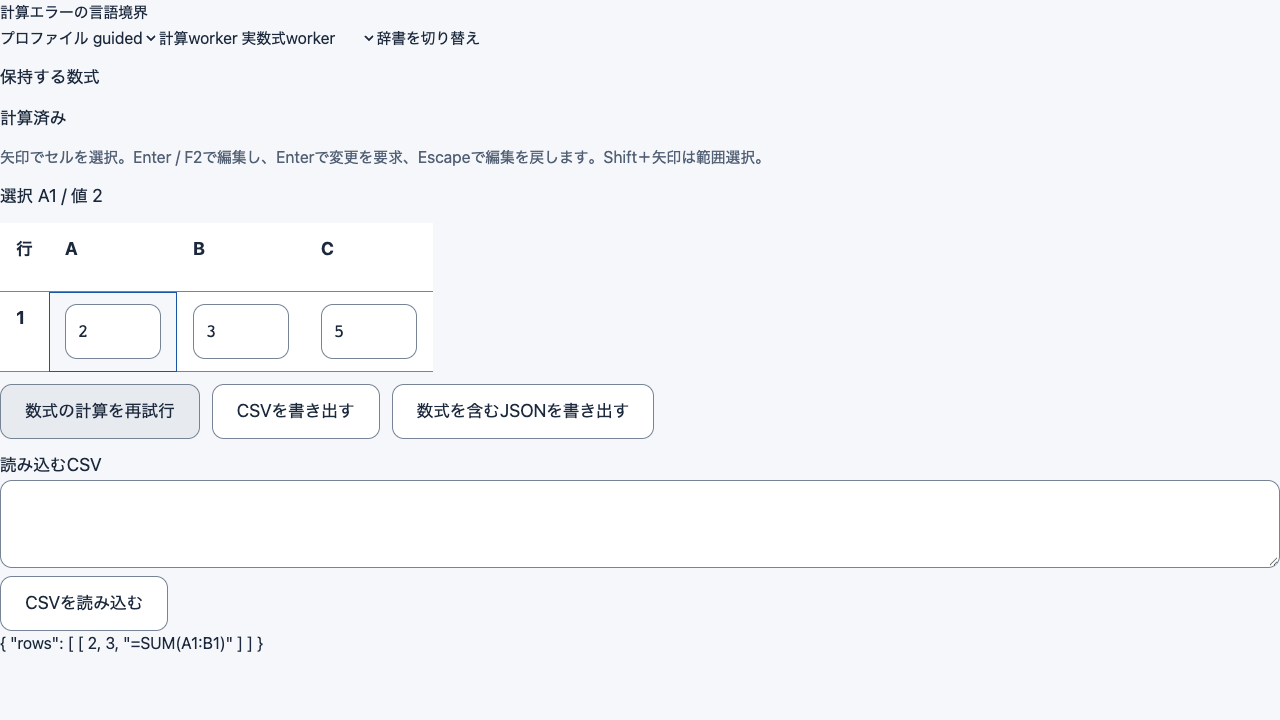 計算エラーの言語境界
プロファイル guided 計算worker 実数式worker 辞書を切り替え
保持する数式
計算済み
矢印でセルを選択。Enter / F2で編集し、Enterで変更を要求、Escapeで編集を戻します。Shift＋矢印は範囲選択。
選択 A1 / 値 2
行 A B C
1 2 3 5
数式の計算を再試行 CSVを書き出す 数式を含むJSONを書き出す
読み込むCSV
CSVを読み込む
{ "rows": [ [ 2, 3, "=SUM(A1:B1)" ] ] }